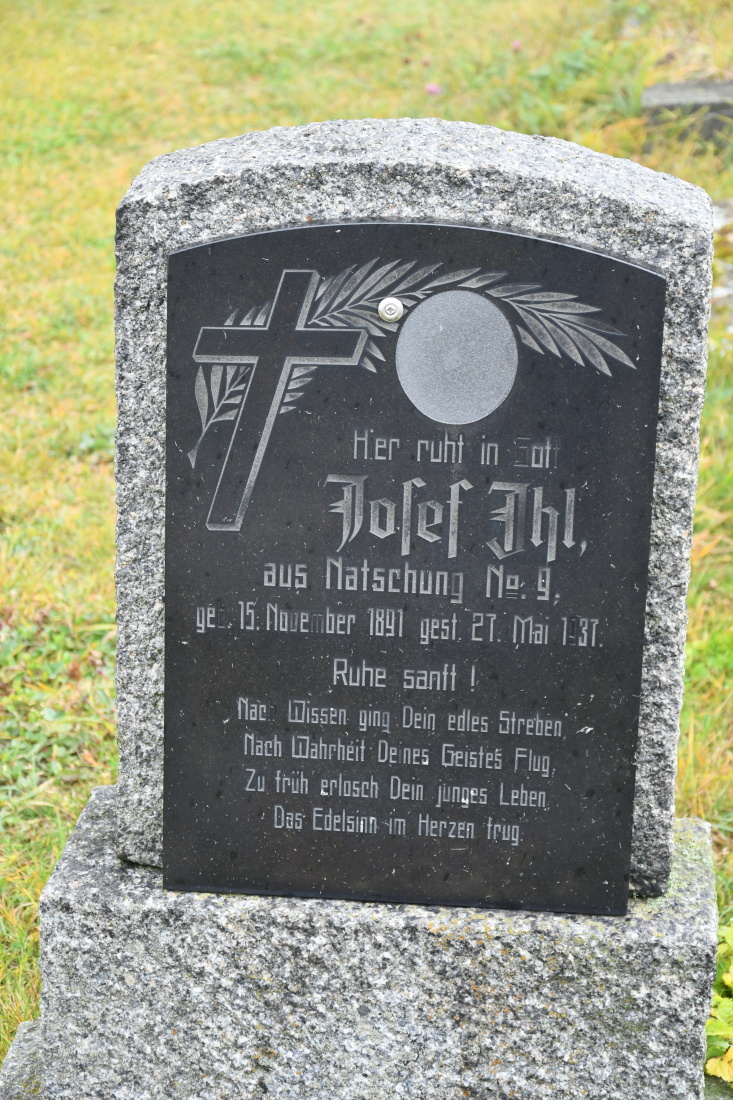 Hier ruht in Gott
Josef Ihl,
aus Natschung No. 9,
geb. 15. November 1891 gest. 27. Mai 1937.
Ruhe sanft !
Nach Wissen ging Dein edles Streben,
Nach Wahrheit Deines Geistes Flug,
Zu früh erlosch Dein junges Leben,
Das Edelsinn im Herzen trug.